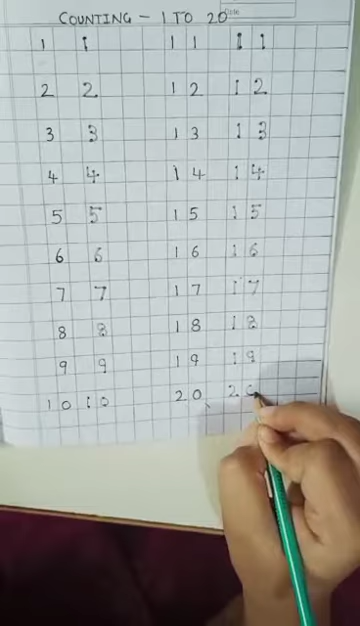 COUNTING - 1 TO 20
Date
1 1 11 11
2 2 12 12
3 3 13 13
4 4 14 14
5 5 15 15
6 6 16 16
7 7 17 17
8 8 18 18
9 9 19 19
10 10 20 20